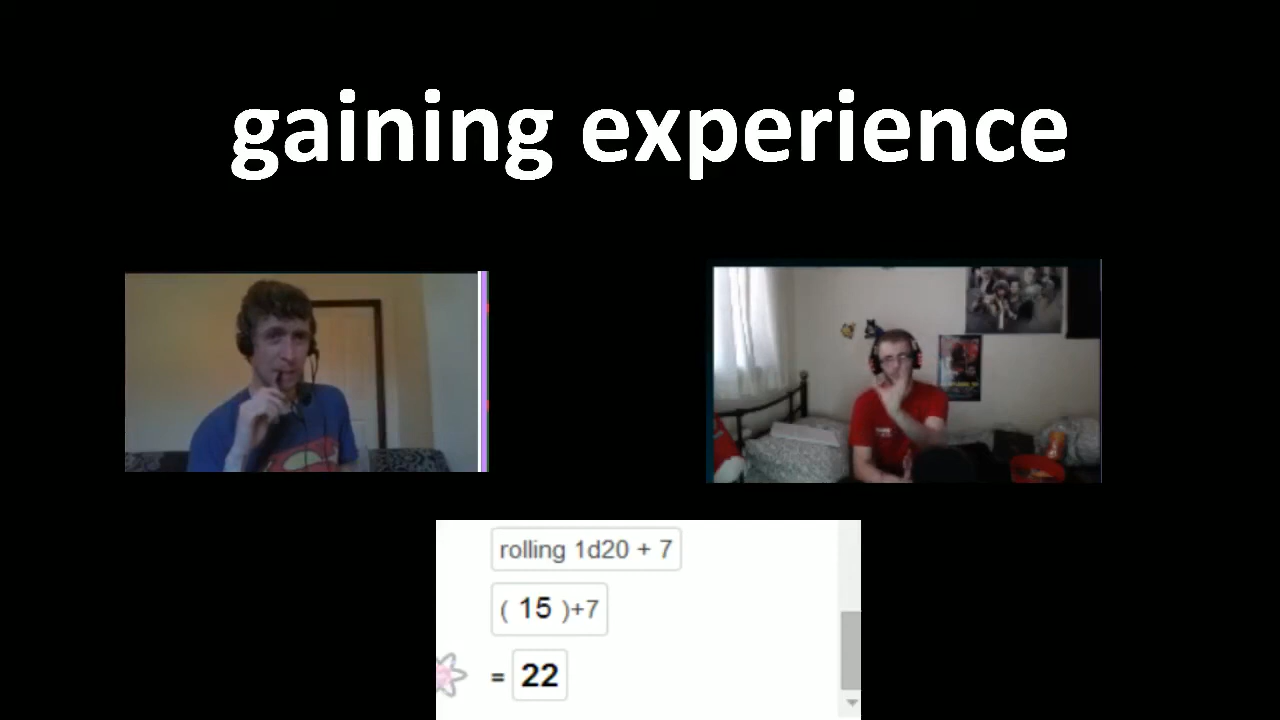 gaining experience
rolling 1d20 + 7
( 15 )+7
= 22